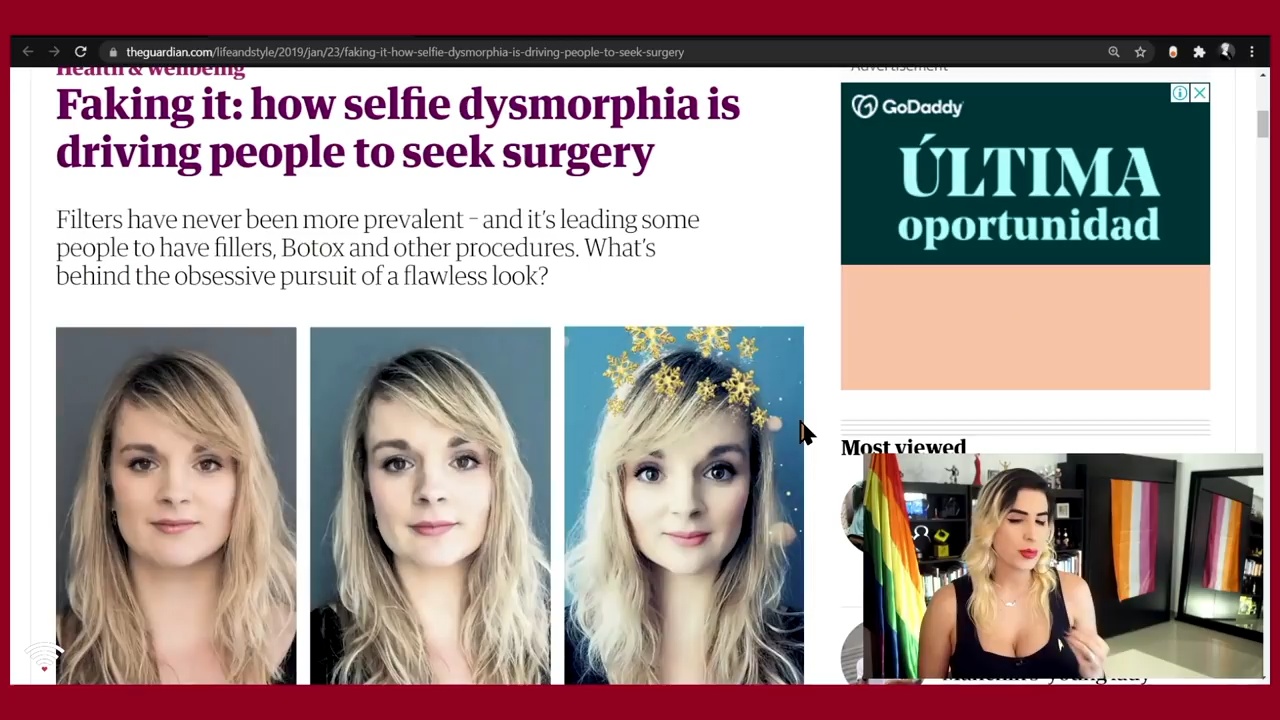 theguardian.com/lifeandstyle/2019/jan/23/faking-it-how-selfie-dysmorphia-is-driving-people-to-seek-surgery
Health & wellbeing
Faking it: how selfie dysmorphia is
driving people to seek surgery
Filters have never been more prevalent – and it's leading some
people to have fillers, Botox and other procedures. What's
behind the obsessive pursuit of a flawless look?
Advertisement
GoDaddy
ÚLTIMA
oportunidad
Most viewed